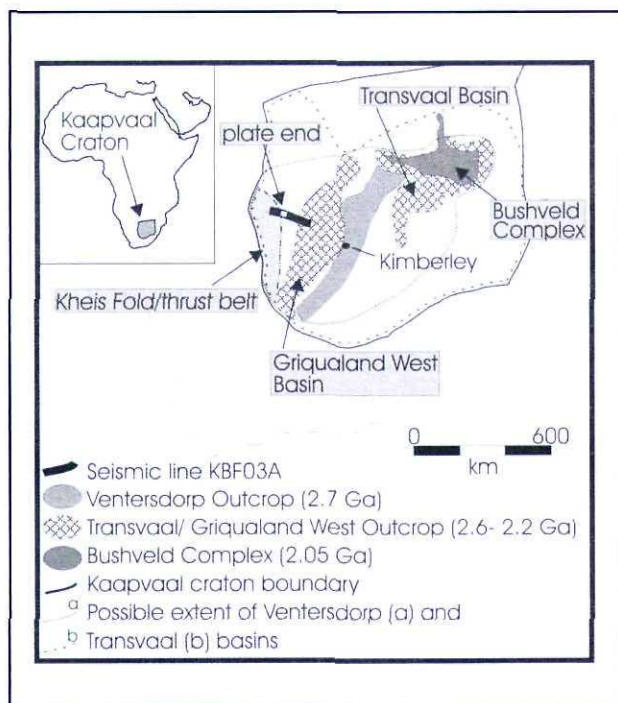 Kaapvaal
Craton
plate end
Transvaal Basin
Bushveld
Complex
Kimberley
Kheis Fold/thrust belt
Griqualand West
Basin
0 600
km
Seismic line KBF03A
Ventersdorp Outcrop (2.7 Ga)
Transvaal/ Griqualand West Outcrop (2.6- 2.2 Ga)
Bushveld Complex (2.05 Ga)
Kaapvaal craton boundary
a Possible extent of Ventersdorp (a) and
b Transvaal (b) basins